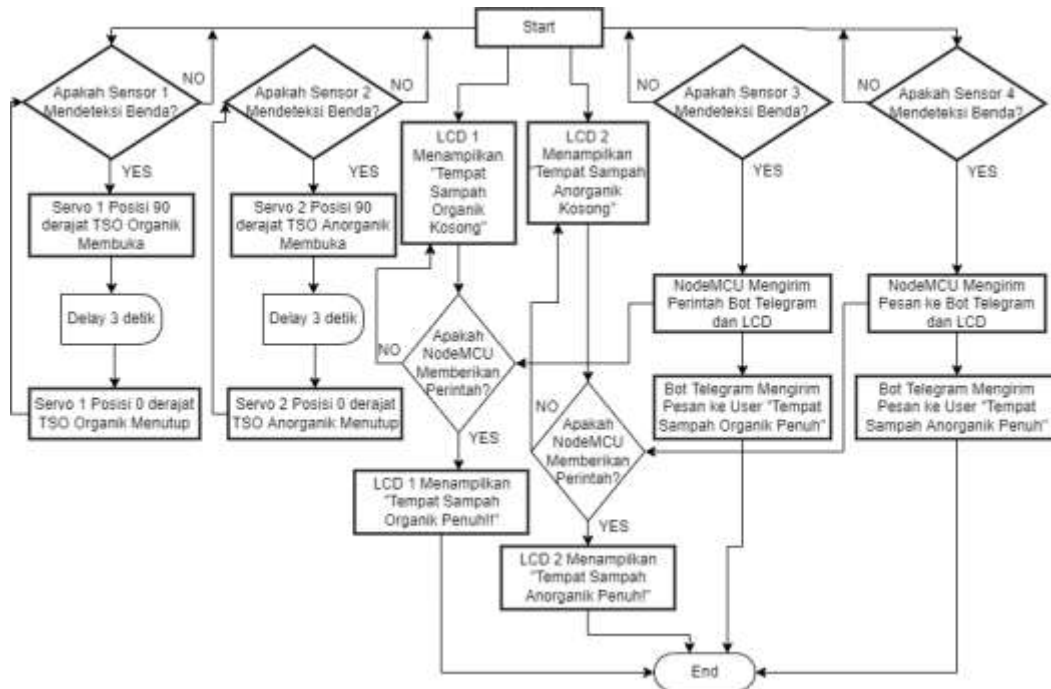 Start
Apakah Sensor 1
Mendeteksi Benda?
NO
YES
Servo 1 Posisi 90
derajat TSO Organik
Membuka
Delay 3 detik
Servo 1 Posisi 0 derajat
TSO Organik Menutup
Apakah Sensor 2
Mendeteksi Benda?
NO
YES
Servo 2 Posisi 90
derajat TSO Anorganik
Membuka
Delay 3 detik
Servo 2 Posisi 0 derajat
TSO Anorganik Menutup
LCD 1
Menampilkan
"Tempat
Sampah
Organik
Kosong"
Apakah
NodeMCU
Memberikan
Perintah?
NO
YES
LCD 1 Menampilkan
"Tempat Sampah
Organik Penuh!!"
LCD 2
Menampilkan
"Tempat Sampah
Anorganik
Kosong"
Apakah
NodeMCU
Memberikan
Perintah?
NO
YES
LCD 2 Menampilkan
"Tempat Sampah
Anorganik Penuh!"
Apakah Sensor 3
Mendeteksi Benda?
NO
YES
NodeMCU Mengirim
Perintah Bot Telegram
dan LCD
Bot Telegram Mengirim
Pesan ke User "Tempat
Sampah Organik Penuh"
Apakah Sensor 4
Mendeteksi Benda?
NO
YES
NodeMCU Mengirim
Pesan ke Bot Telegram
dan LCD
Bot Telegram Mengirim
Pesan ke User "Tempat
Sampah Anorganik Penuh"
End